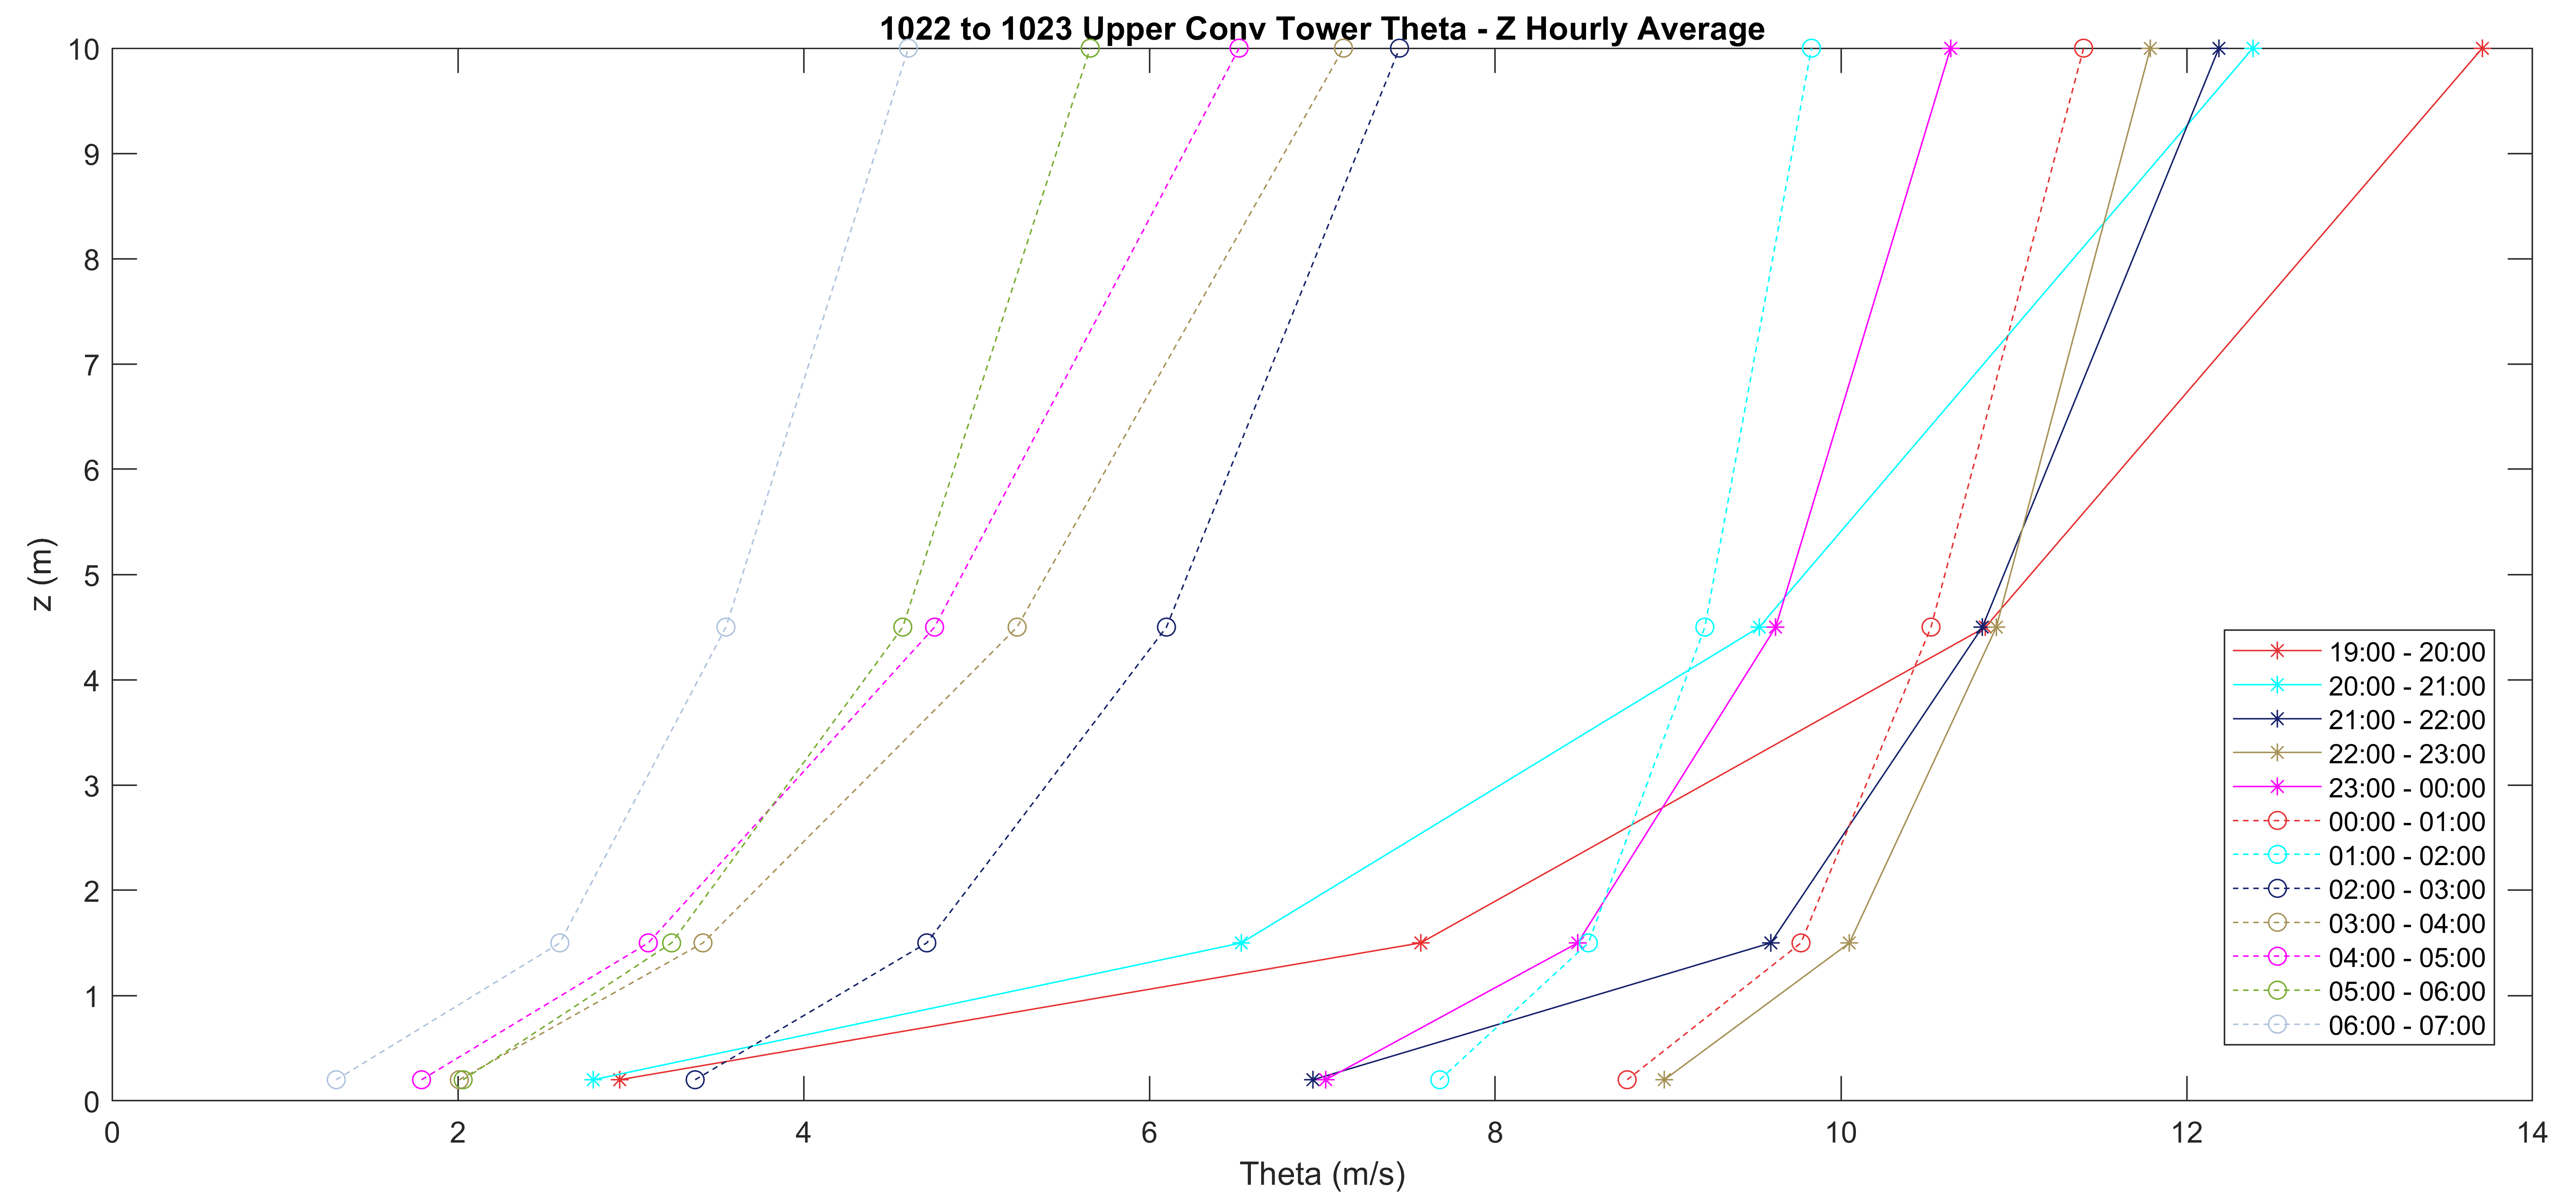 1022 to 1023 Upper Conv Tower Theta - Z Hourly Average
10
9
8
7
6
5
4
3
2
1
0
z (m)
0 2 4 6 8 10 12 14
Theta (m/s)
19:00 - 20:00
20:00 - 21:00
21:00 - 22:00
22:00 - 23:00
23:00 - 00:00
00:00 - 01:00
01:00 - 02:00
02:00 - 03:00
03:00 - 04:00
04:00 - 05:00
05:00 - 06:00
06:00 - 07:00